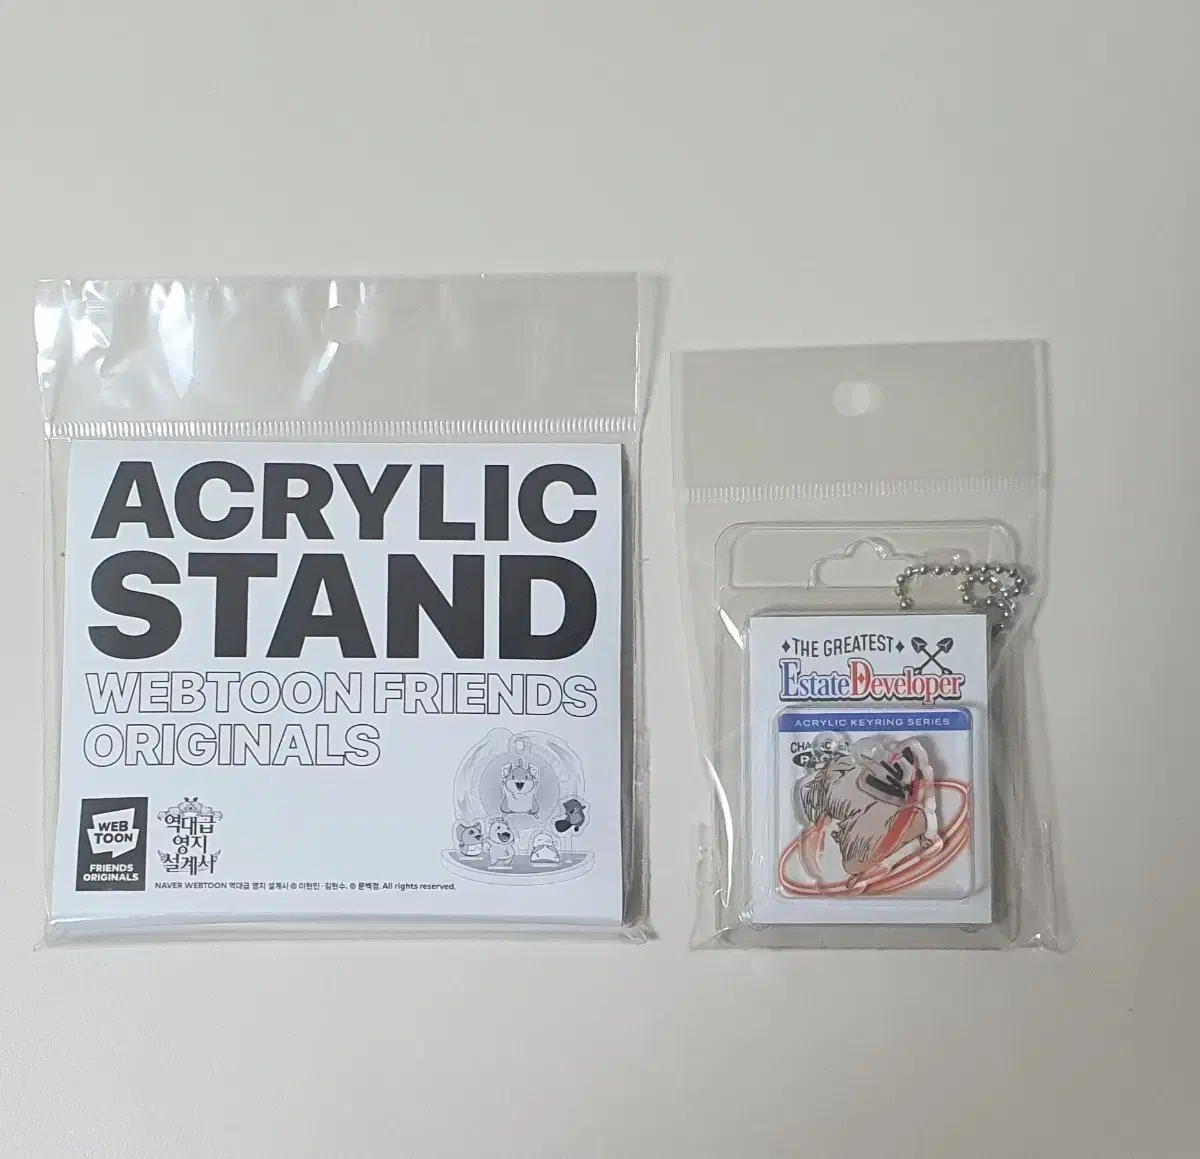 ACRYLIC
STAND
WEBTOON FRIENDS
ORIGINALS
WEB
TOON
FRIENDS
ORIGINALS
역대급
영지
설계사
NAVER WEBTOON 역대급 영지 설계사 © 이현민 · 김현수. © 문백경. All rights reserved.
THE GREATEST
Estate Developer
ACRYLIC KEYRING SERIES
CHARACTER